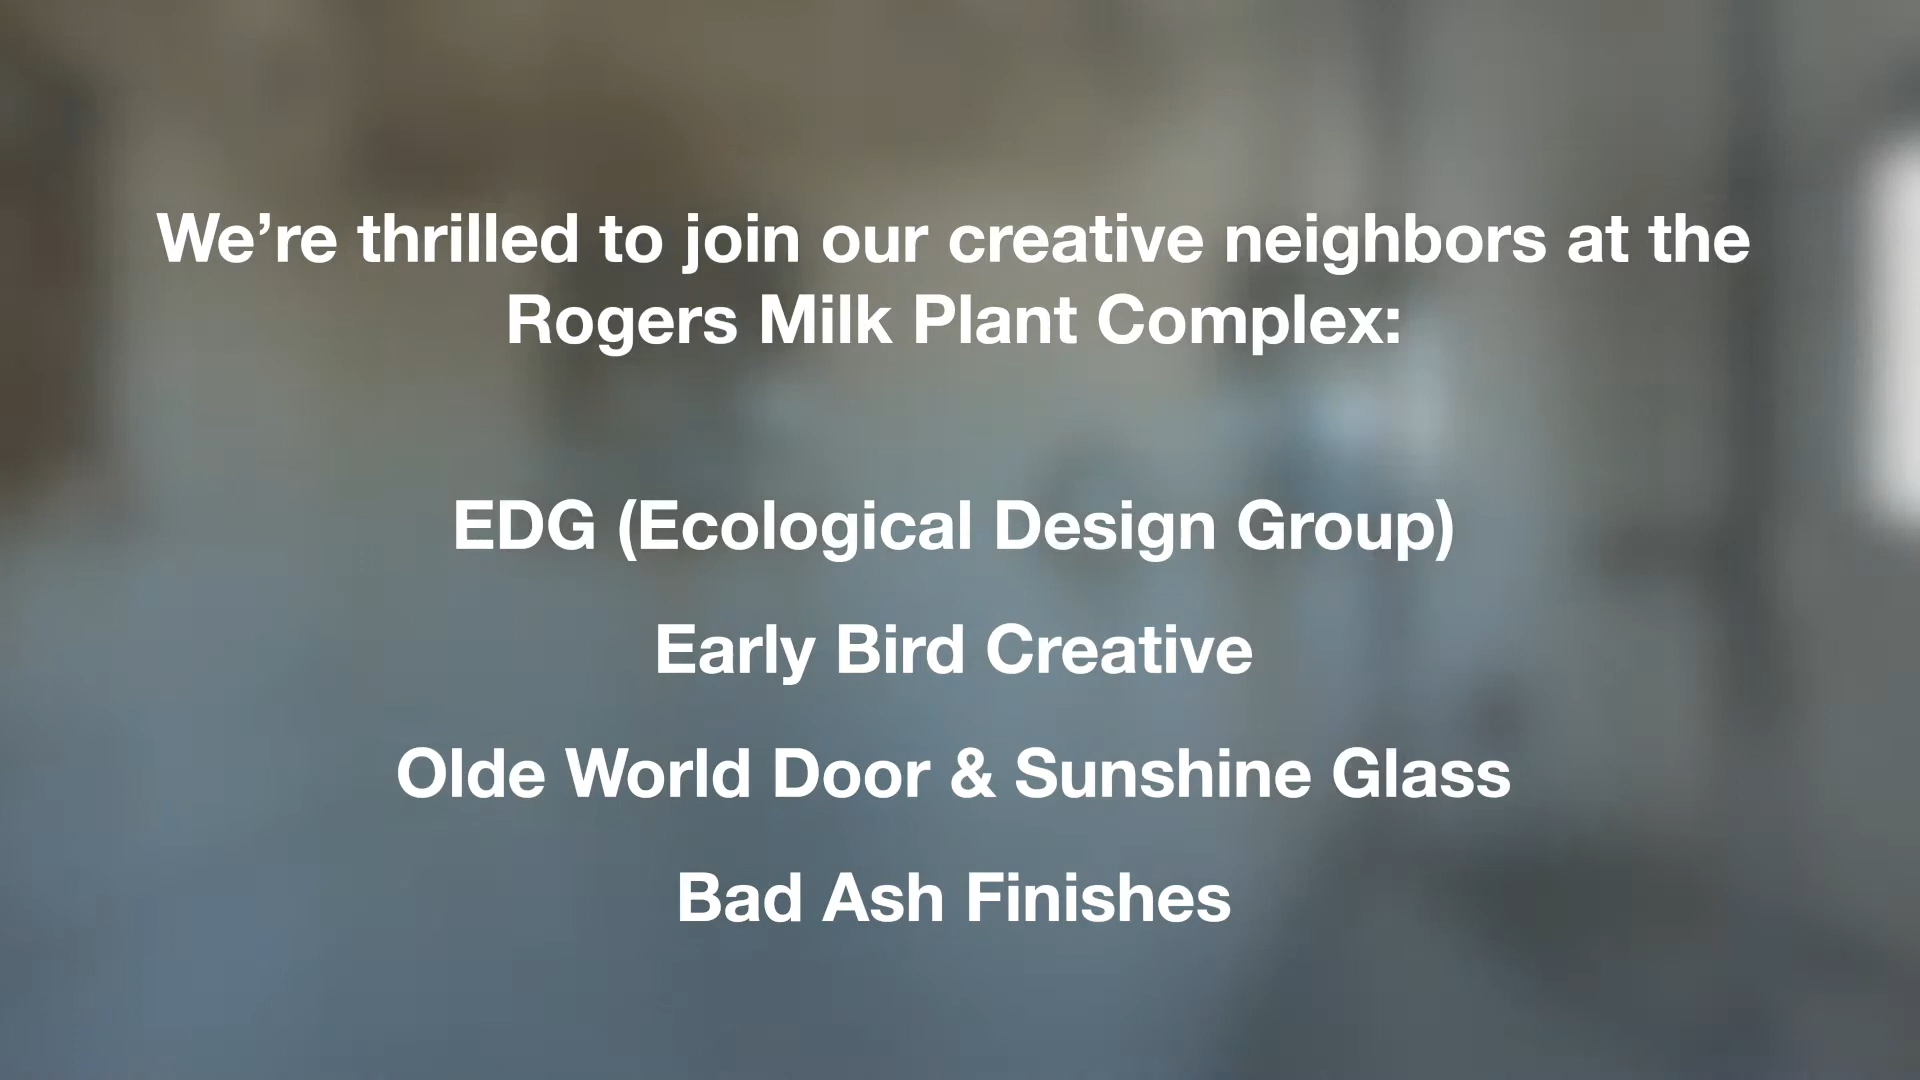 We’re thrilled to join our creative neighbors at the
Rogers Milk Plant Complex:
EDG (Ecological Design Group)
Early Bird Creative
Olde World Door & Sunshine Glass
Bad Ash Finishes